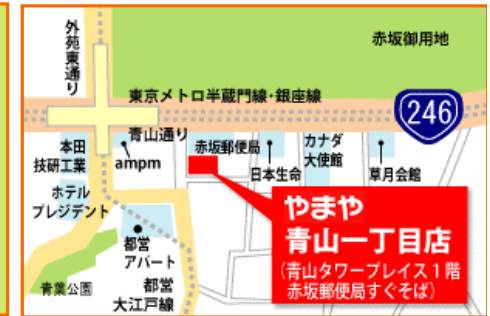 外苑東通り
赤坂御用地
東京メトロ半蔵門線・銀座線
246
青山通り
本田
技研工業
ampm
赤坂郵便局
日本生命
カナダ
大使館
草月会館
ホテル
プレジデント
やまや
青山一丁目店
(青山タワープレイス1階
赤坂郵便局すぐそば)
都営
アパート
青葉公園
都営
大江戸線